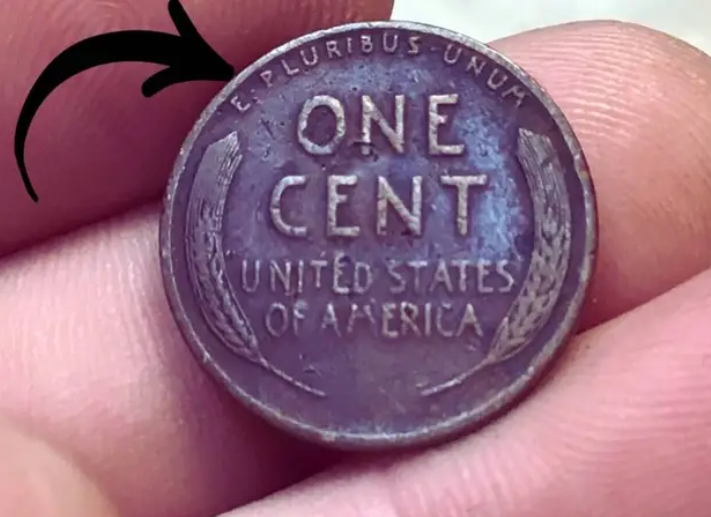 E·PLURIBUS·UNUM
ONE
CENT
UNITED STATES
OF AMERICA